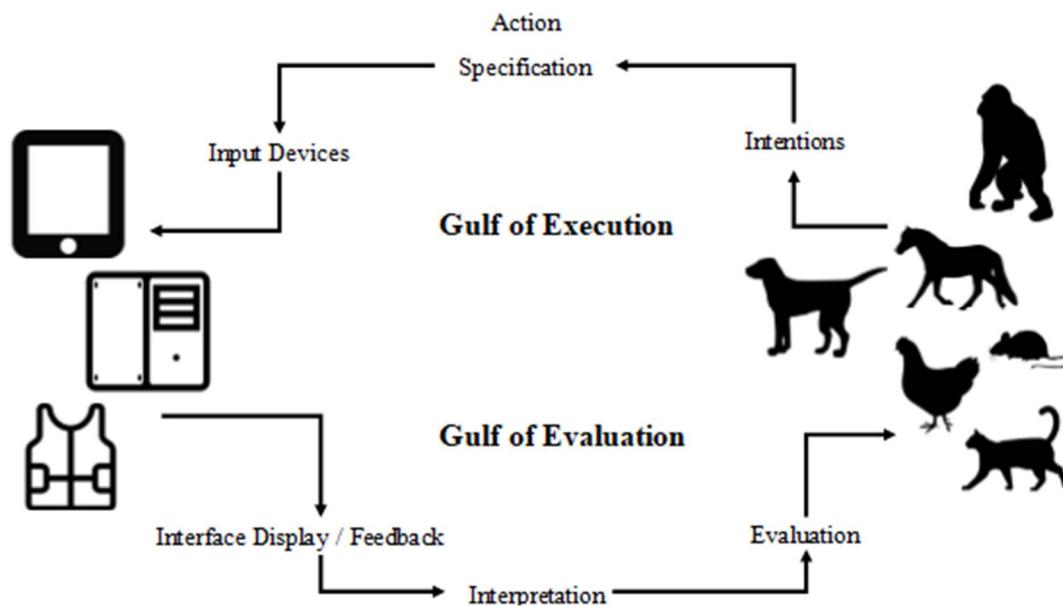 Action
Specification
Input Devices
Intentions
Gulf of Execution
Gulf of Evaluation
Interface Display / Feedback
Evaluation
Interpretation